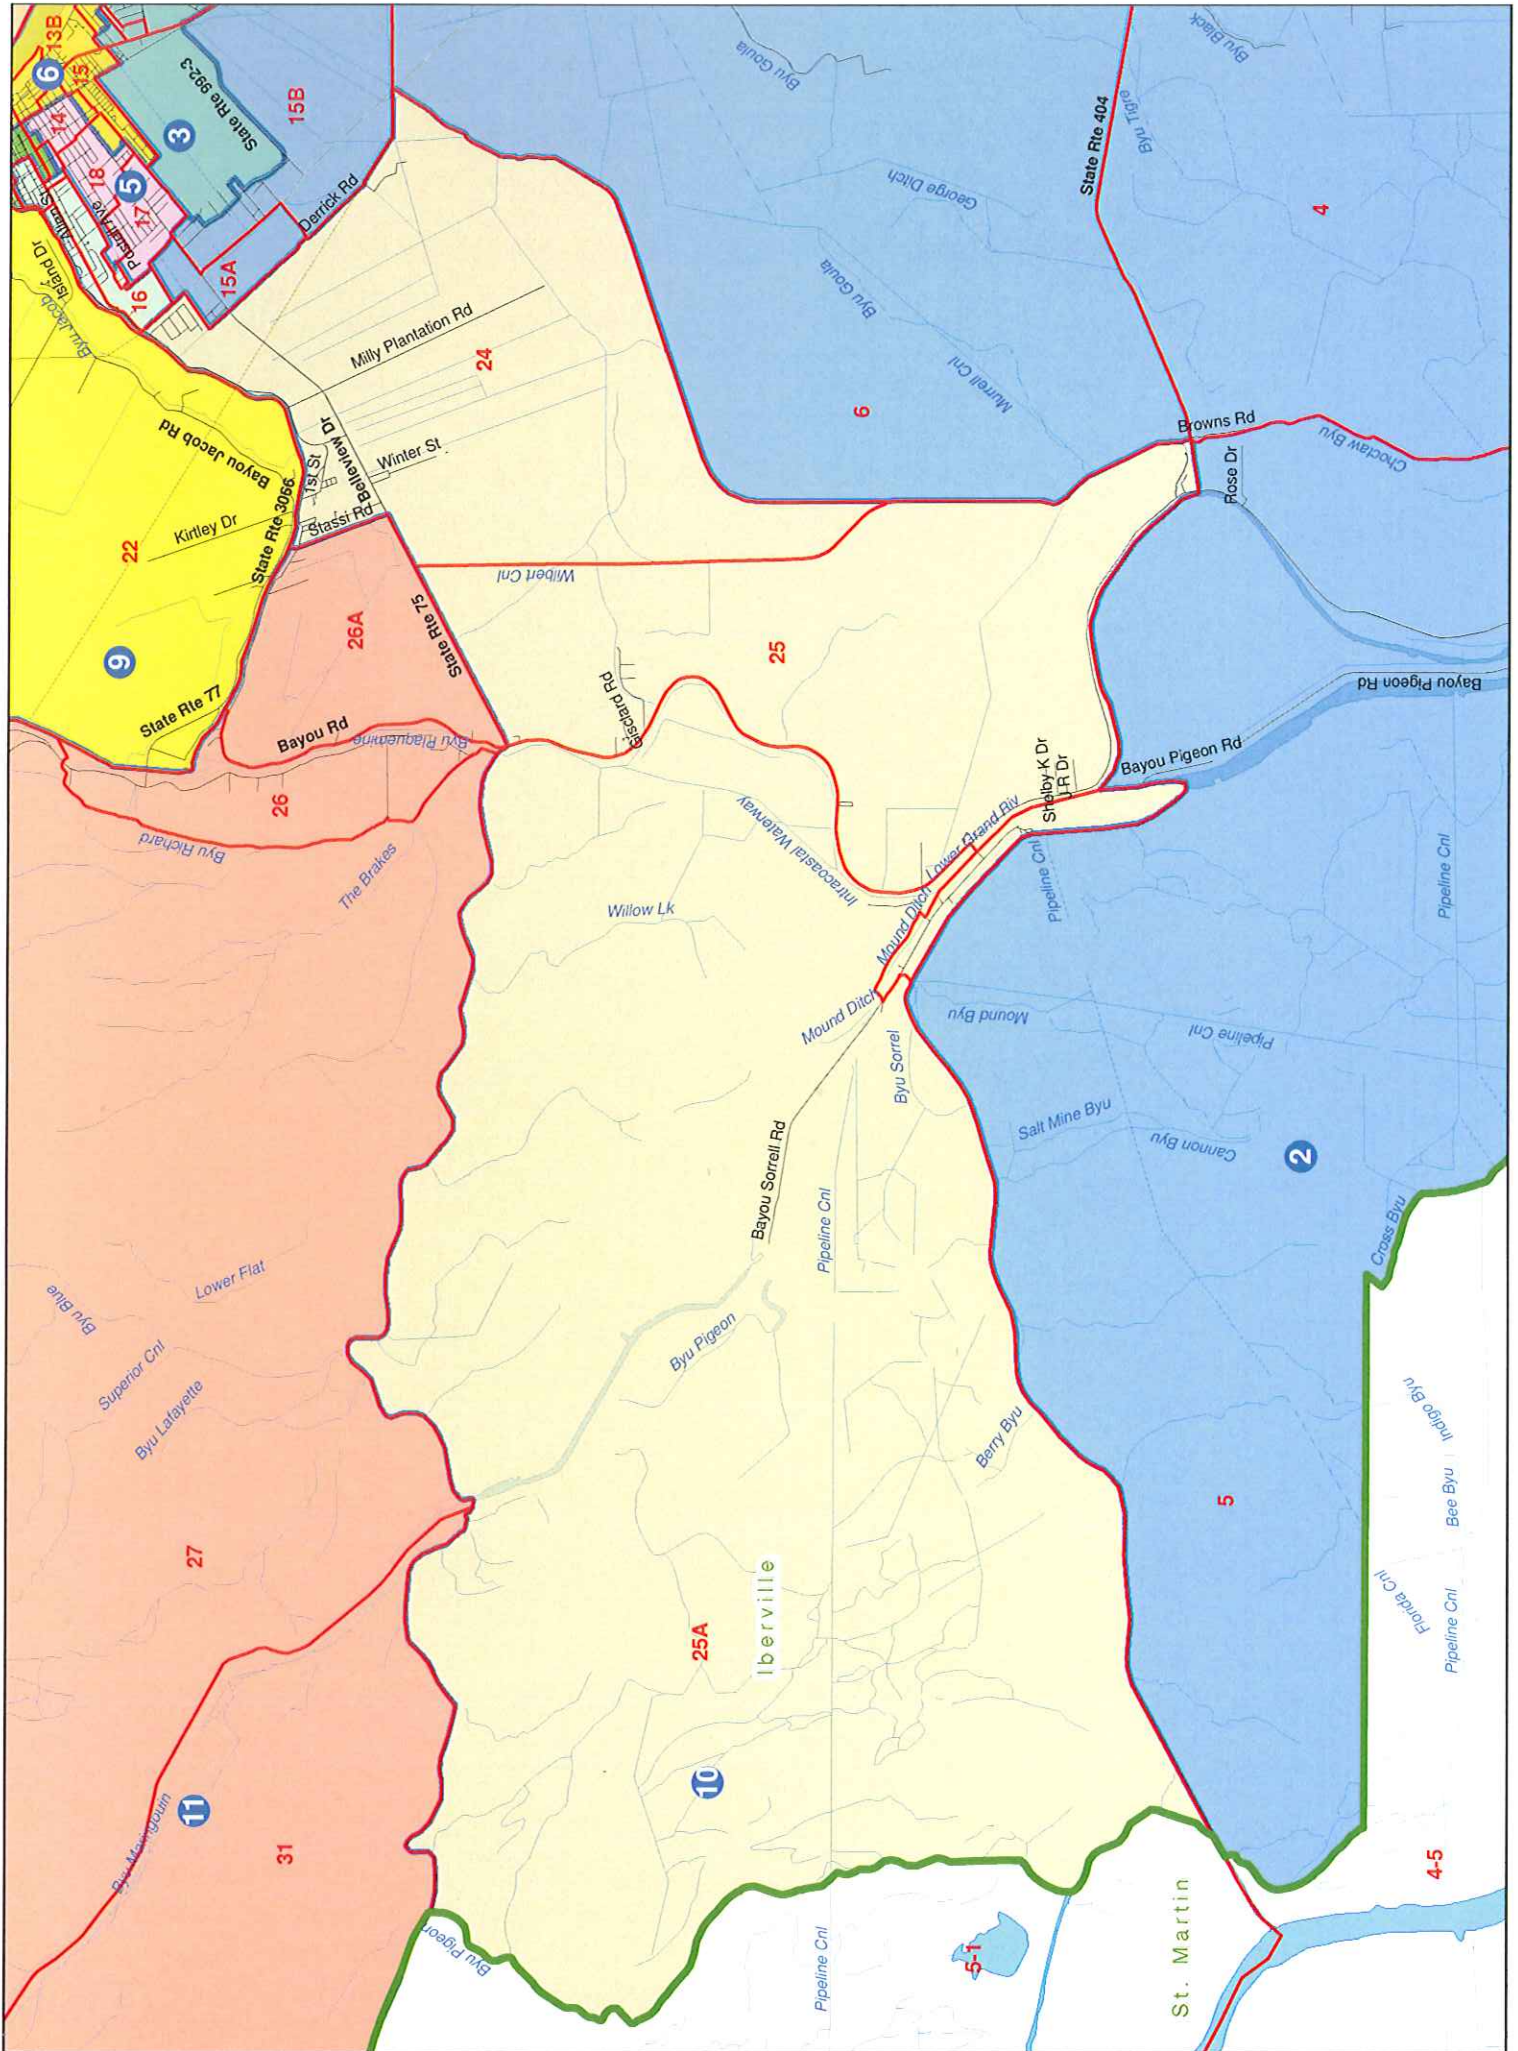 13B
6
15
14
State Rte 992-3
3
15B
18
5
17
Allen St
Island Dr
Byu Jacob
16
15A
Derrick Rd
Byu Goula
Byu Black
State Rte 404
Byu Tigre
George Ditch
4
Byu Goula
Milly Plantation Rd
24
Murrell Cnl
6
Bayou Jacob Rd
Belleview Dr
1st St
Winter St
Browns Rd
Choctaw Byu
Rose Dr
Kirtley Dr
Stassi Rd
State Rte 3066
22
Wilbert Cnl
9
26A
State Rte 75
25
State Rte 77
Bayou Rd
Byu Plaquemine
Gischard Rd
Bayou Pigeon Rd
Bayou Pigeon Rd
Shelby K Dr
J R Dr
26
Byu Richard
The Brakes
Intracoastal Waterway
Lower Grand Riv
Pipeline Cnl
Pipeline Cnl
Willow Lk
Mound Ditch
Mound Ditch
Mound Byu
Pipeline Cnl
Byu Sorrel
Salt Mine Byu
Cannon Byu
2
Bayou Sorrell Rd
Pipeline Cnl
Cross Byu
Byu Blue
Lower Flat
Superior Cnl
Byu Lafayette
Byu Pigeon
Berry Byu
Indigo Byu
Bee Byu
5
27
Florida Cnl
Pipeline Cnl
25A
Iberville
10
11
Byu Maringouin
31
4-5
Byu Pigeon
Pipeline Cnl
5-1
St. Martin